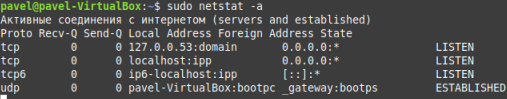 pavel@pavel-VirtualBox:~$ sudo netstat -a
Активные соединения с интернетом (servers and established)
Proto Recv-Q Send-Q Local Address Foreign Address State
tcp        0      0 127.0.0.53:domain       0.0.0.0:*               LISTEN
tcp        0      0 localhost:ipp           0.0.0.0:*               LISTEN
tcp6       0      0 ip6-localhost:ipp       [::]:*                  LISTEN
udp        0      0 pavel-VirtualBox:bootpc _gateway:bootps         ESTABLISHED